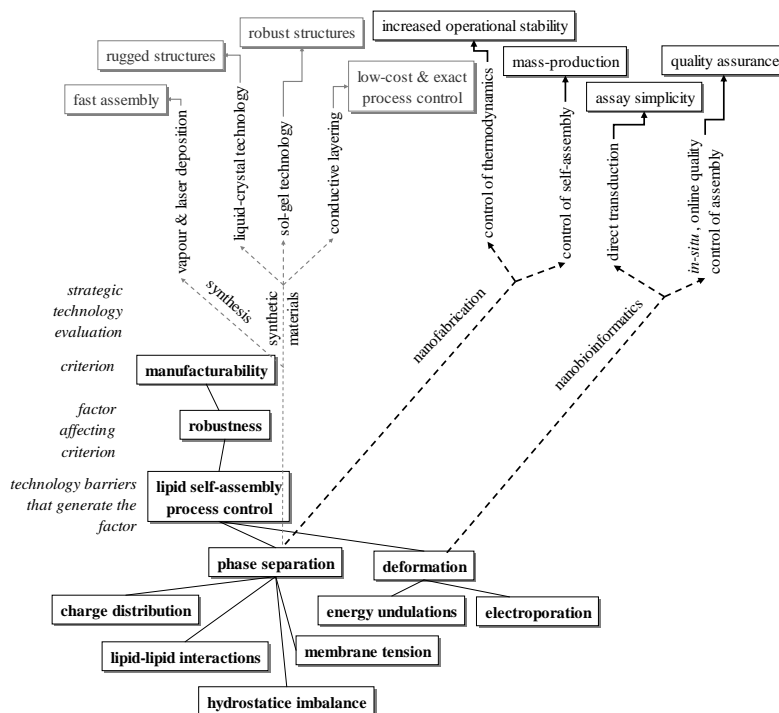 increased operational stability
robust structures
rugged structures
mass-production
quality assurance
low-cost & exact
process control
fast assembly
assay simplicity
vapour & laser deposition
liquid-crystal technology
sol-gel technology
conductive layering
control of thermodynamics
control of self-assembly
direct transduction
in-situ, online quality
control of assembly
synthesis
synthetic
materials
nanofabrication
nanobioinformatics
strategic
technology
evaluation
criterion
manufacturability
factor
affecting
criterion
robustness
technology barriers
that generate the
factor
lipid self-assembly
process control
phase separation
deformation
charge distribution
energy undulations
electroporation
lipid-lipid interactions
membrane tension
hydrostatice imbalance